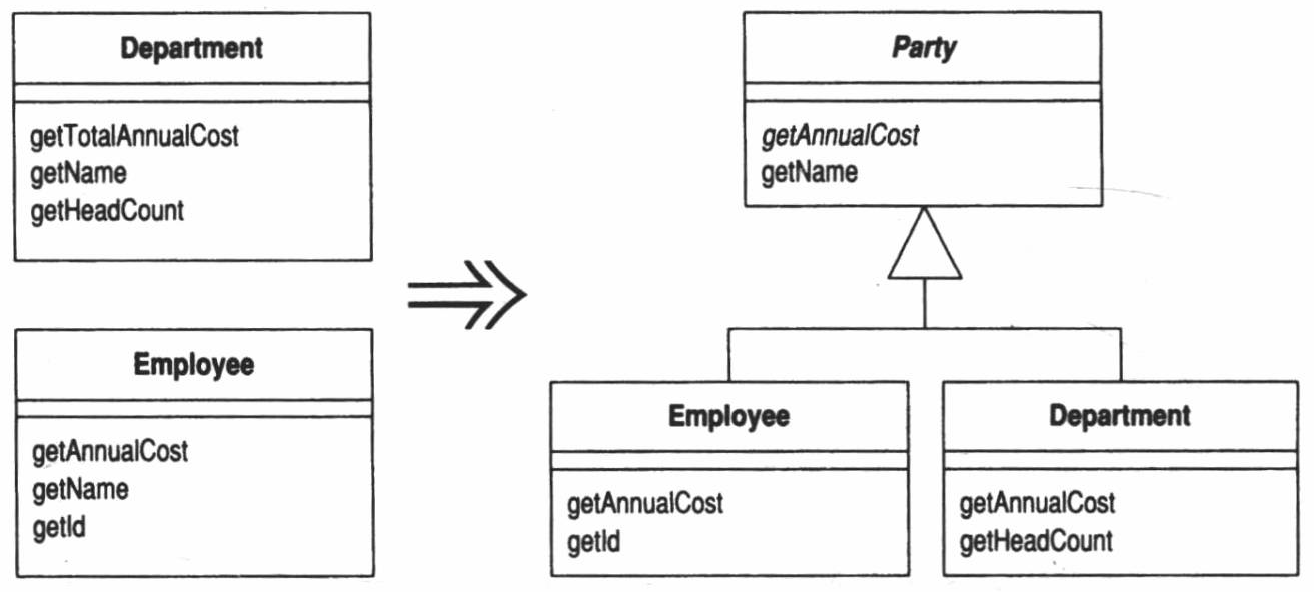 Department
getTotalAnnualCost
getName
getHeadCount
Employee
getAnnualCost
getName
getId
Party
getAnnualCost
getName
Employee
getAnnualCost
getId
Department
getAnnualCost
getHeadCount